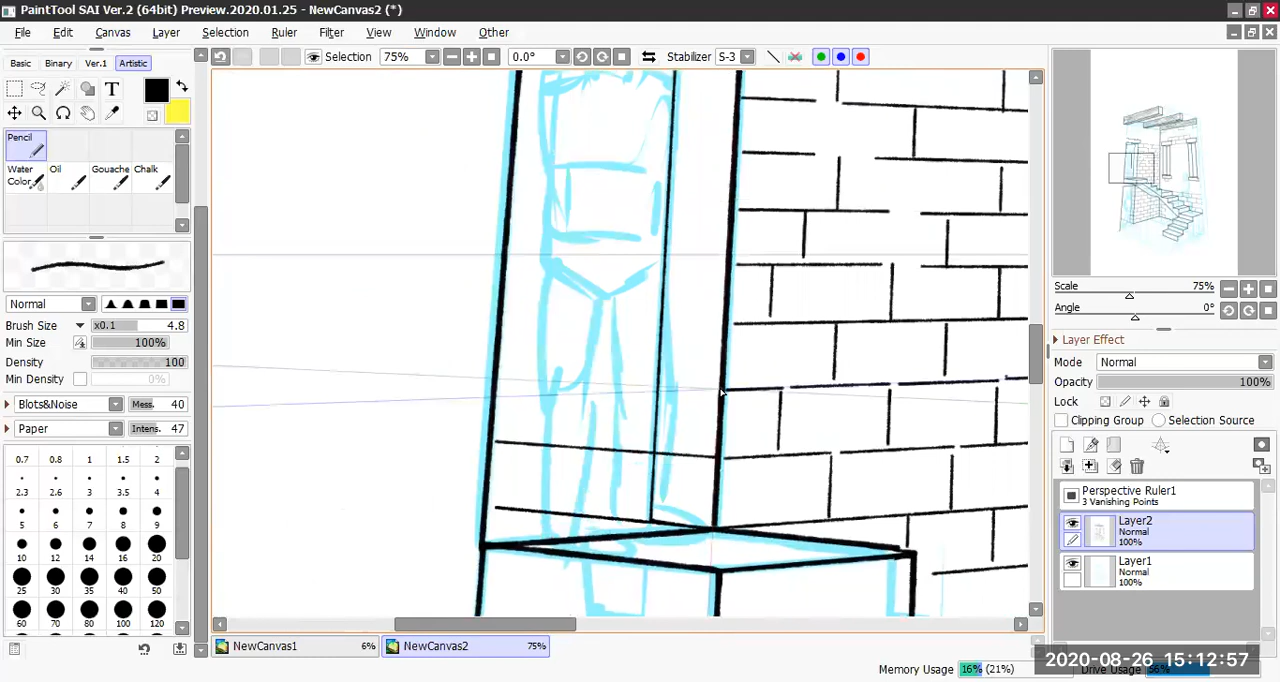 PaintTool SAI Ver.2 (64bit) Preview.2020.01.25 - NewCanvas2 (*)
File Edit Canvas Layer Selection Ruler Filter View Window Other
Basic Binary Ver.1 Artistic
Selection 75% 0.0° Stabilizer S-3
T
Pencil
Water Color Oil Gouache Chalk
Normal
Brush Size x0.1 4.8
Min Size 100%
Density 100
Min Density 0%
Blots&Noise Mess. 40
Paper Intens. 47
0.7 0.8 1 1.5 2
2.3 2.6 3 3.5 4
5 6 7 8 9
10 12 14 16 20
25 30 35 40 50
60 70 80 100 120
Scale 75%
Angle 0°
Layer Effect
Mode Normal
Opacity 100%
Lock
Clipping Group Selection Source
Perspective Ruler1
3 Vanishing Points
Layer2
Normal
100%
Layer1
Normal
100%
NewCanvas1 6% NewCanvas2 75%
Memory Usage 16% (21%) Drive Usage 56%
2020-08-26 15:12:57